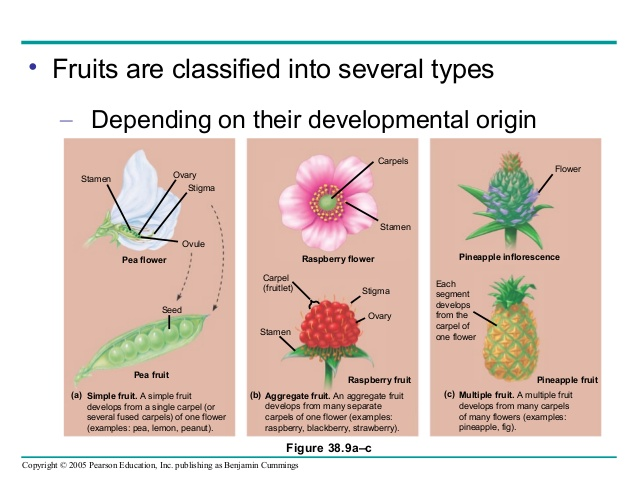 • Fruits are classified into several types
– Depending on their developmental origin
Stamen
Ovary
Stigma
Ovule
Pea flower
Seed
Pea fruit
(a) Simple fruit. A simple fruit
develops from a single carpel (or
several fused carpels) of one flower
(examples: pea, lemon, peanut).
Carpels
Stamen
Raspberry flower
Carpel
(fruitlet)
Stigma
Ovary
Stamen
Raspberry fruit
(b) Aggregate fruit. An aggregate fruit
develops from many separate
carpels of one flower (examples:
raspberry, blackberry, strawberry).
Flower
Pineapple inflorescence
Each
segment
develops
from the
carpel of
one flower
Pineapple fruit
(c) Multiple fruit. A multiple fruit
develops from many carpels
of many flowers (examples:
pineapple, fig).
Figure 38.9a–c
Copyright © 2005 Pearson Education, Inc. publishing as Benjamin Cummings